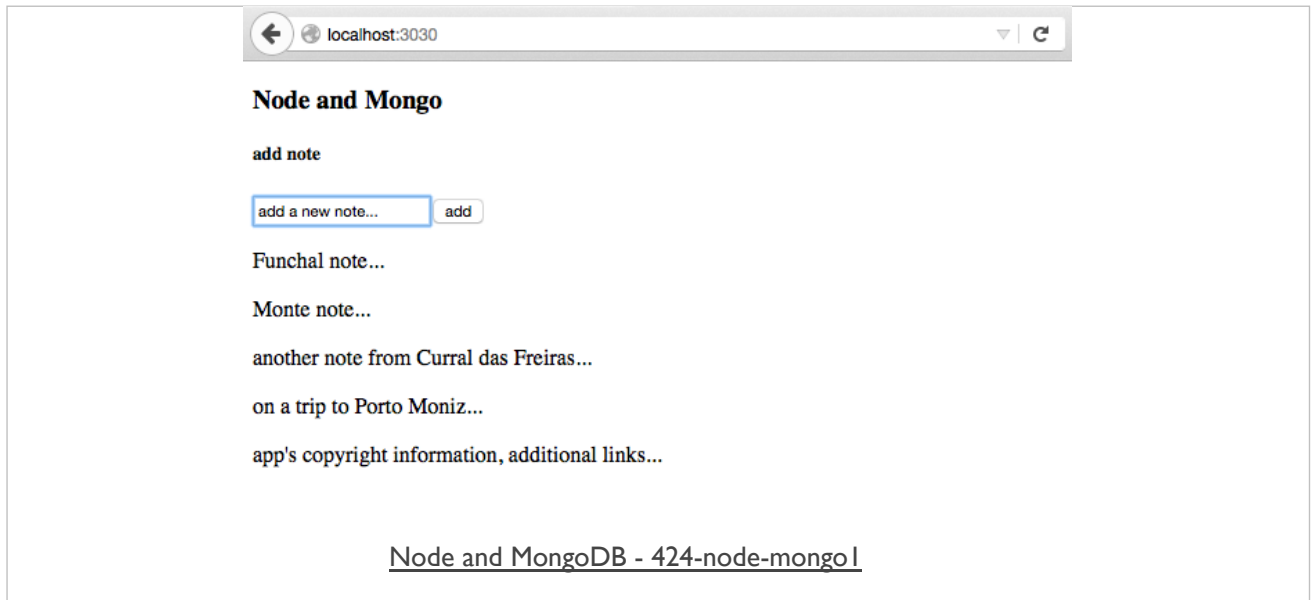 localhost:3030
Node and Mongo
add note
add a new note...
add
Funchal note...
Monte note...
another note from Curral das Freiras...
on a trip to Porto Moniz...
app's copyright information, additional links...
Node and MongoDB - 424-node-mongo1